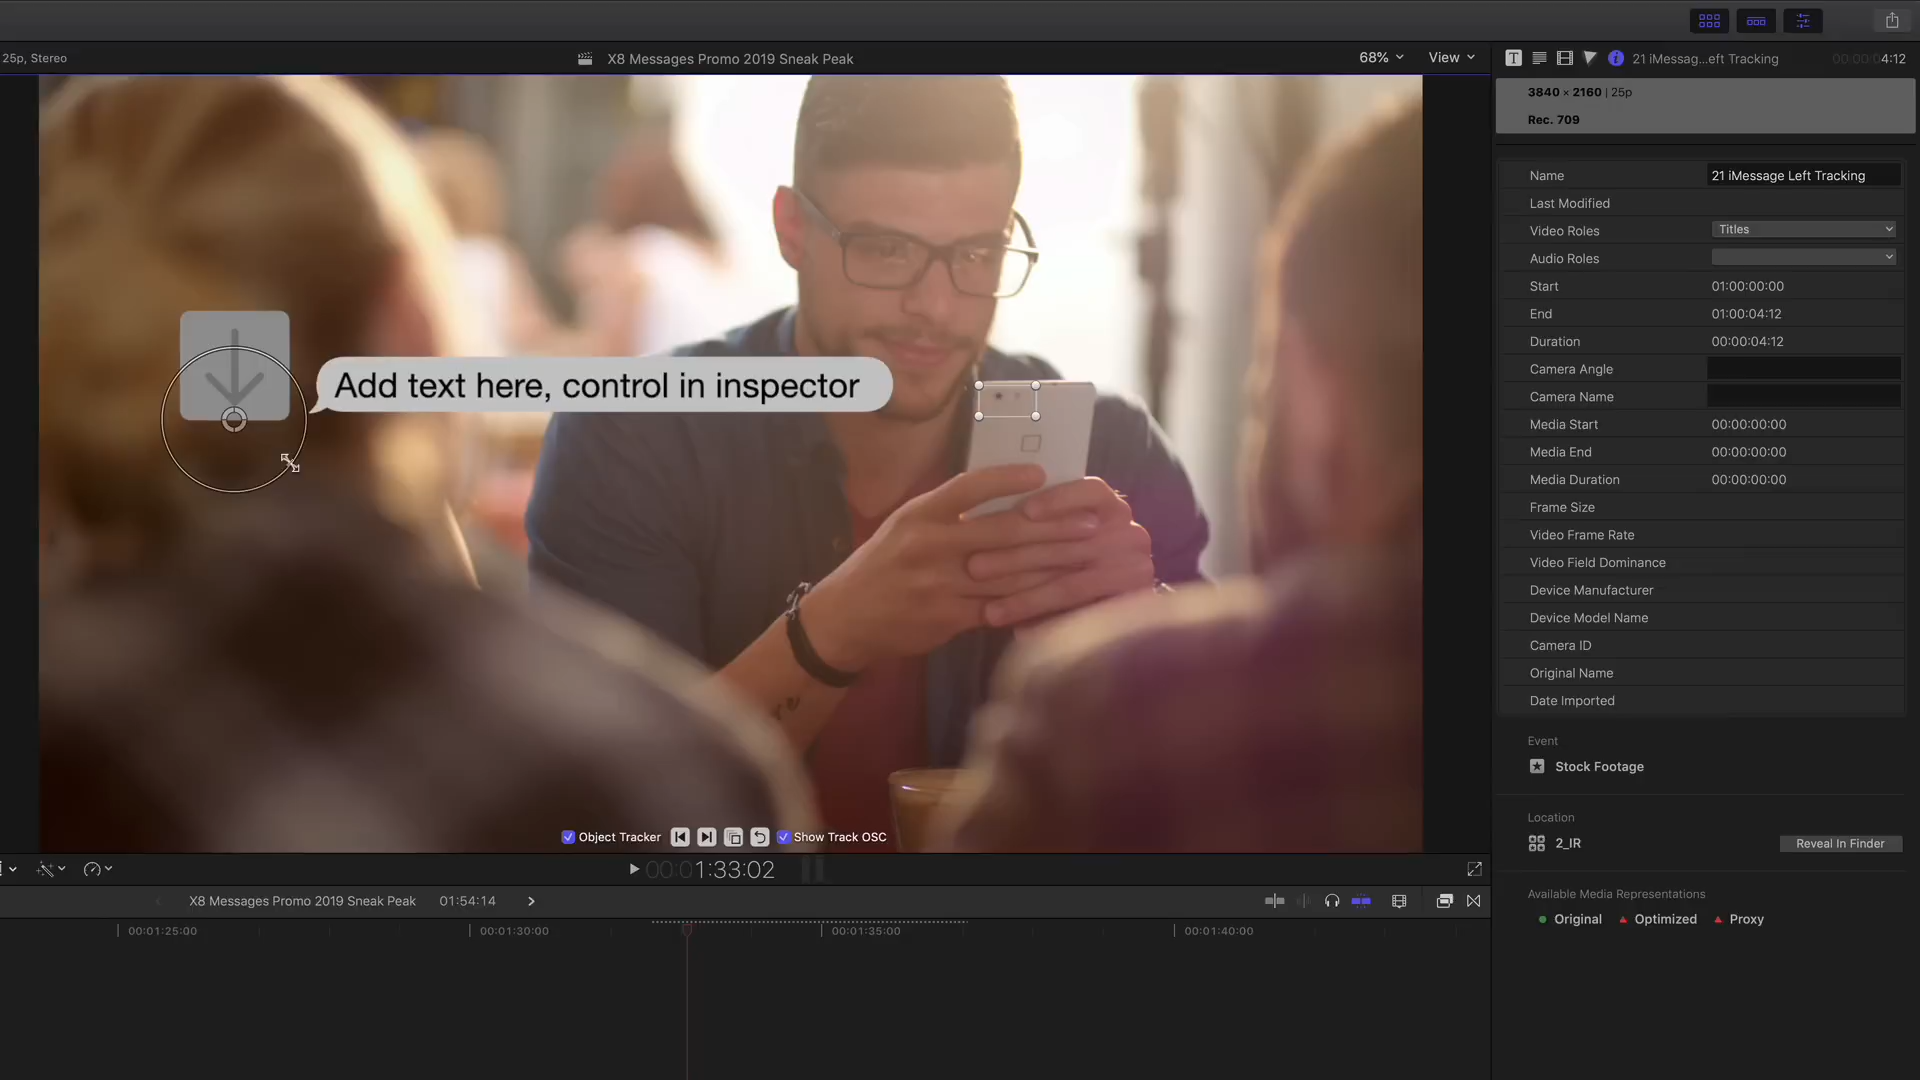 25p, Stereo
X8 Messages Promo 2019 Sneak Peak
68%
View
21 iMessag...eft Tracking
00:00:04:12
3840 × 2160 | 25p
Rec. 709
Name
21 iMessage Left Tracking
Last Modified
Video Roles
Titles
Audio Roles
Start
01:00:00:00
End
01:00:04:12
Duration
00:00:04:12
Camera Angle
Camera Name
Media Start
00:00:00:00
Media End
00:00:00:00
Media Duration
00:00:00:00
Frame Size
Video Frame Rate
Video Field Dominance
Device Manufacturer
Device Model Name
Camera ID
Original Name
Date Imported
Event
Stock Footage
Location
2_IR
Reveal In Finder
Available Media Representations
Original
Optimized
Proxy
Add text here, control in inspector
Object Tracker
Show Track OSC
00:01:33:02
X8 Messages Promo 2019 Sneak Peak
01:54:14
00:01:25:00
00:01:30:00
00:01:35:00
00:01:40:00